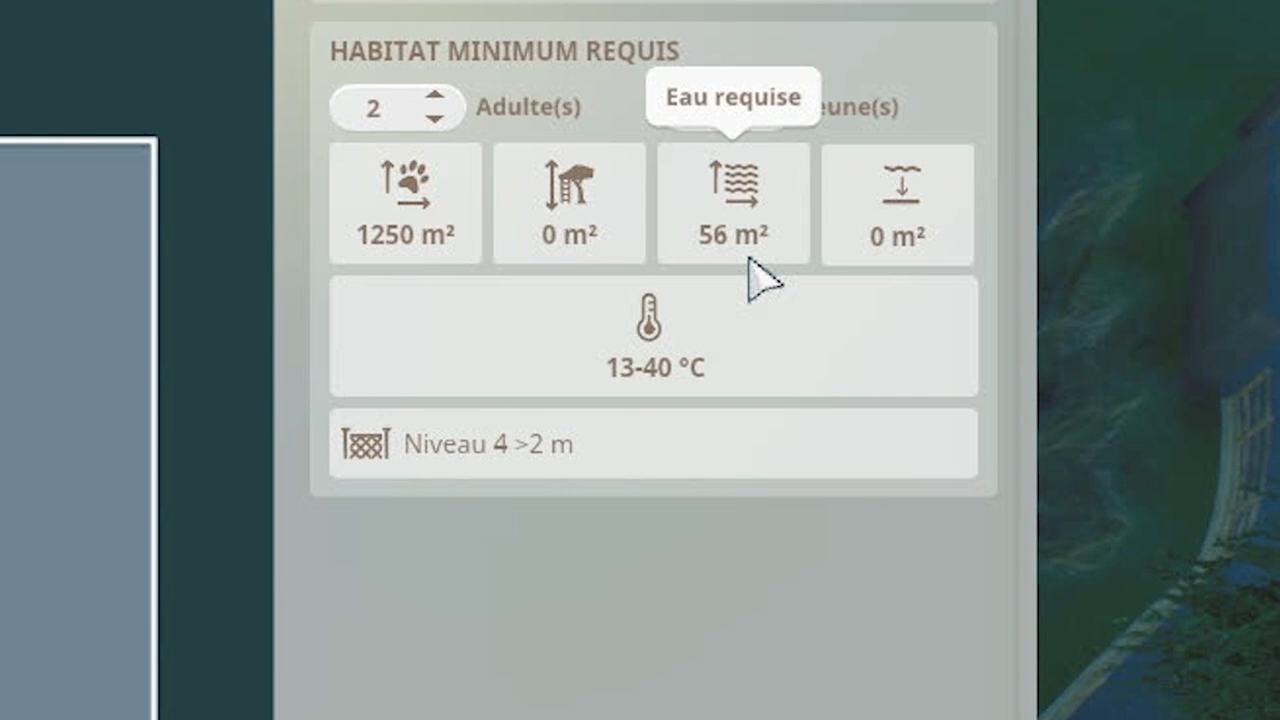 HABITAT MINIMUM REQUIS
2 Adulte(s)
Eau requise
1250 m² 0 m² 56 m² 0 m²
13-40 °C
Niveau 4 >2 m